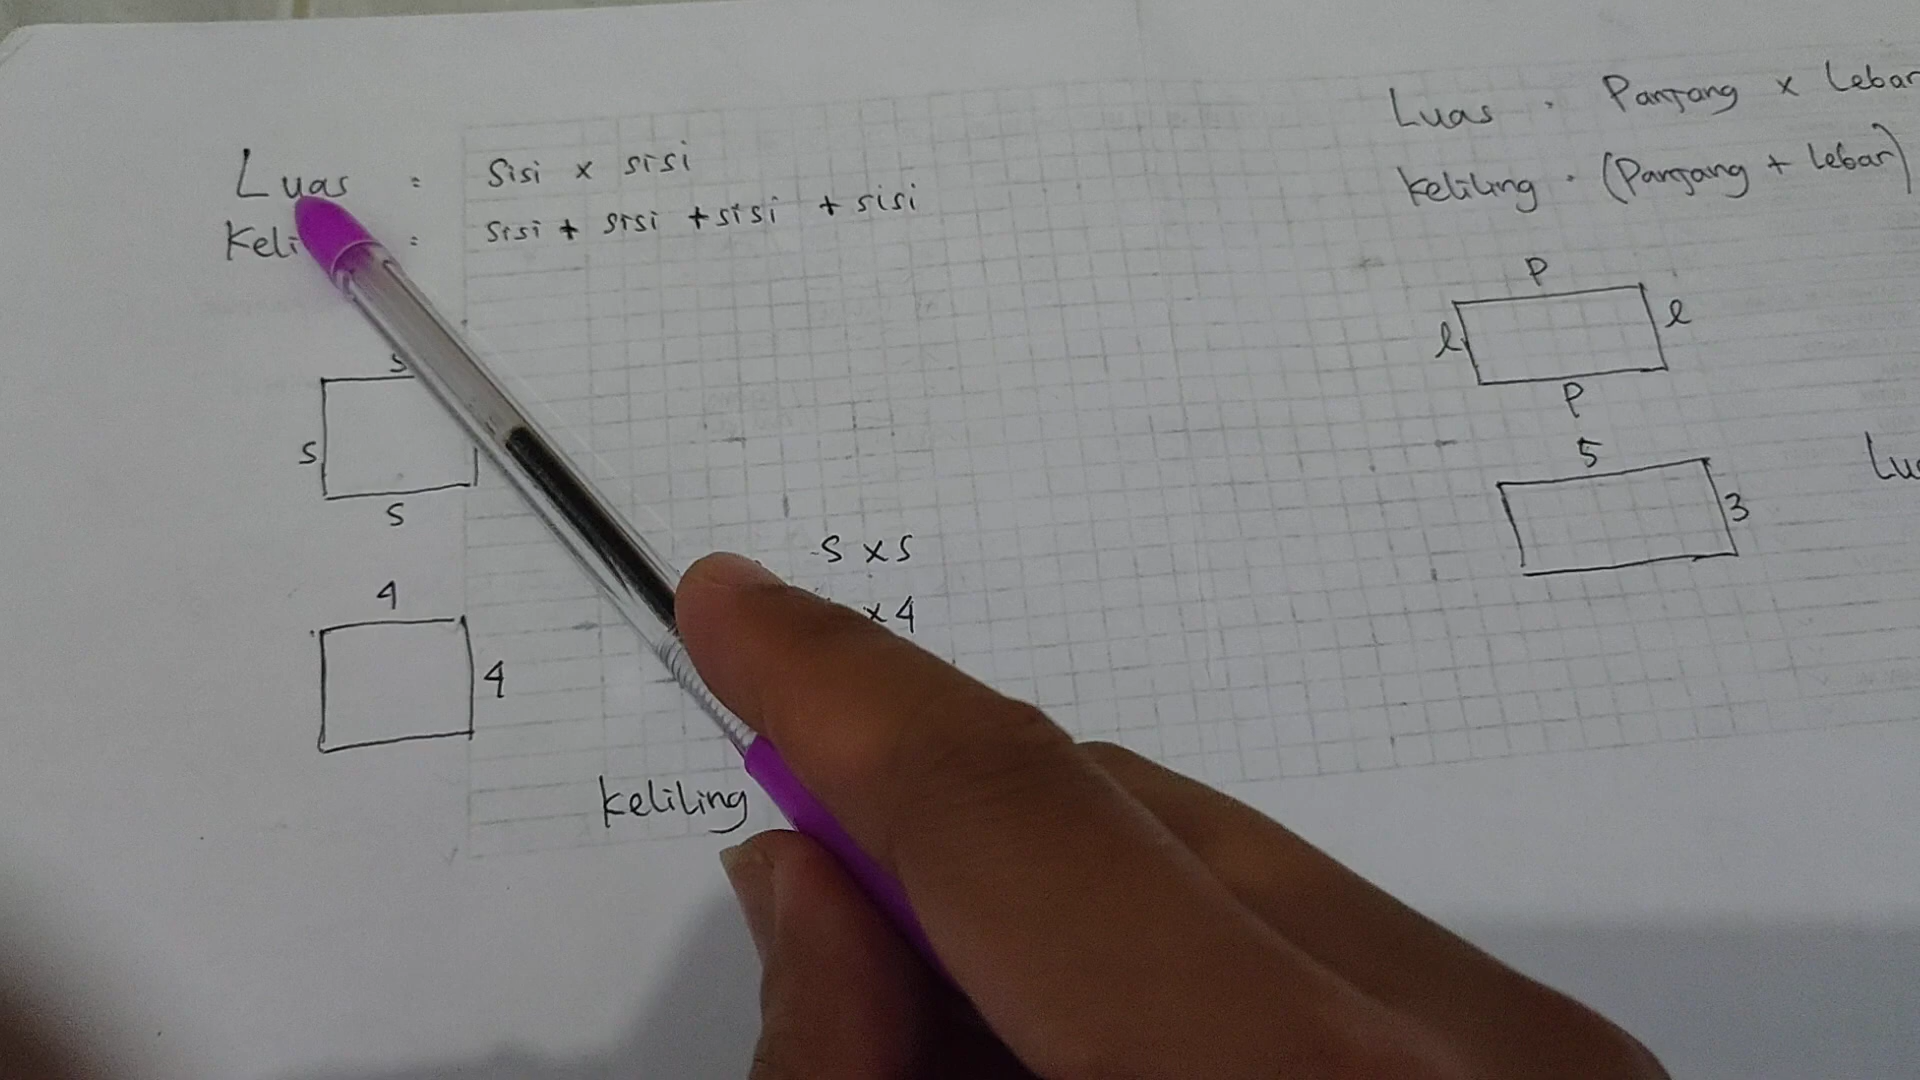 Luas : sisi x sisi
: sisi + sisi + sisi + sisi
s
s
s
4
4
s x s
x 4
keliling
Luas . Panjang x Lebar
keliling . (Panjang + Lebar)
P
l
l
P
5
3